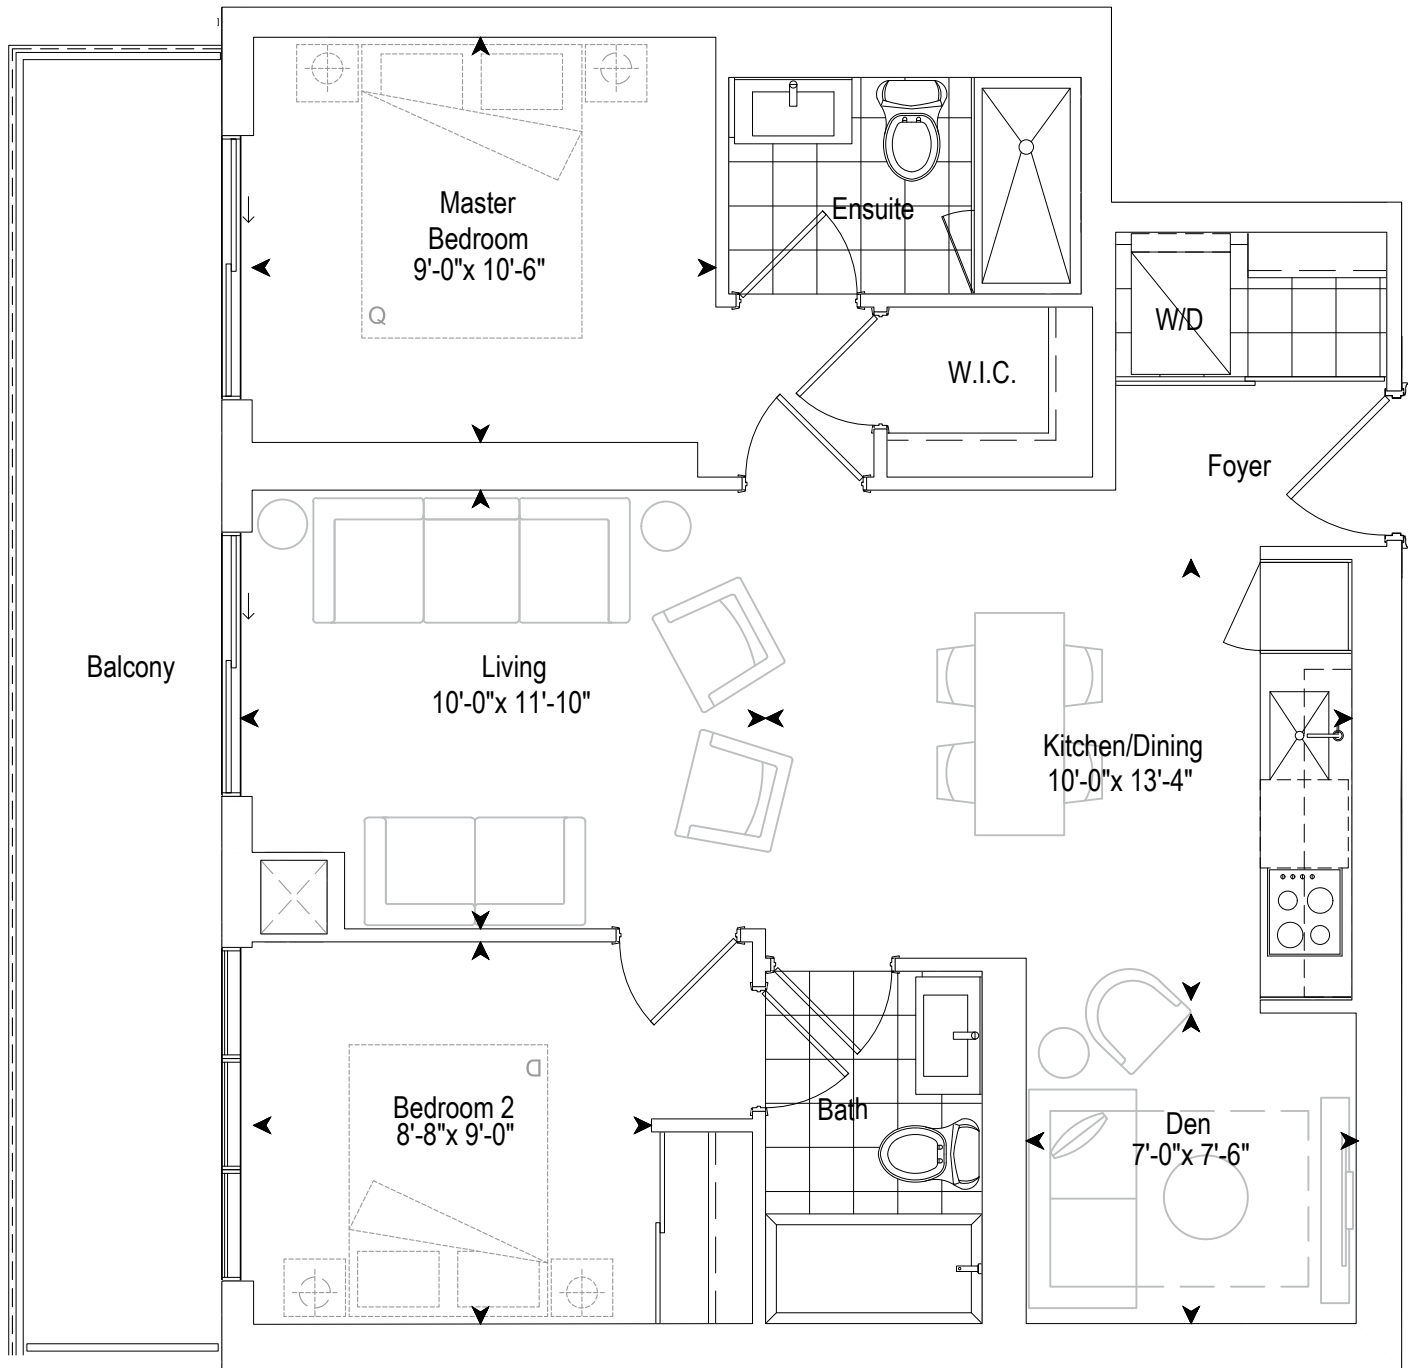 Master
Bedroom
9'-0"x 10'-6"
Q
Ensuite
W/D
W.I.C.
Foyer
Balcony
Living
10'-0"x 11'-10"
Kitchen/Dining
10'-0"x 13'-4"
D
Bedroom 2
8'-8"x 9'-0"
Bath
Den
7'-0"x 7'-6"